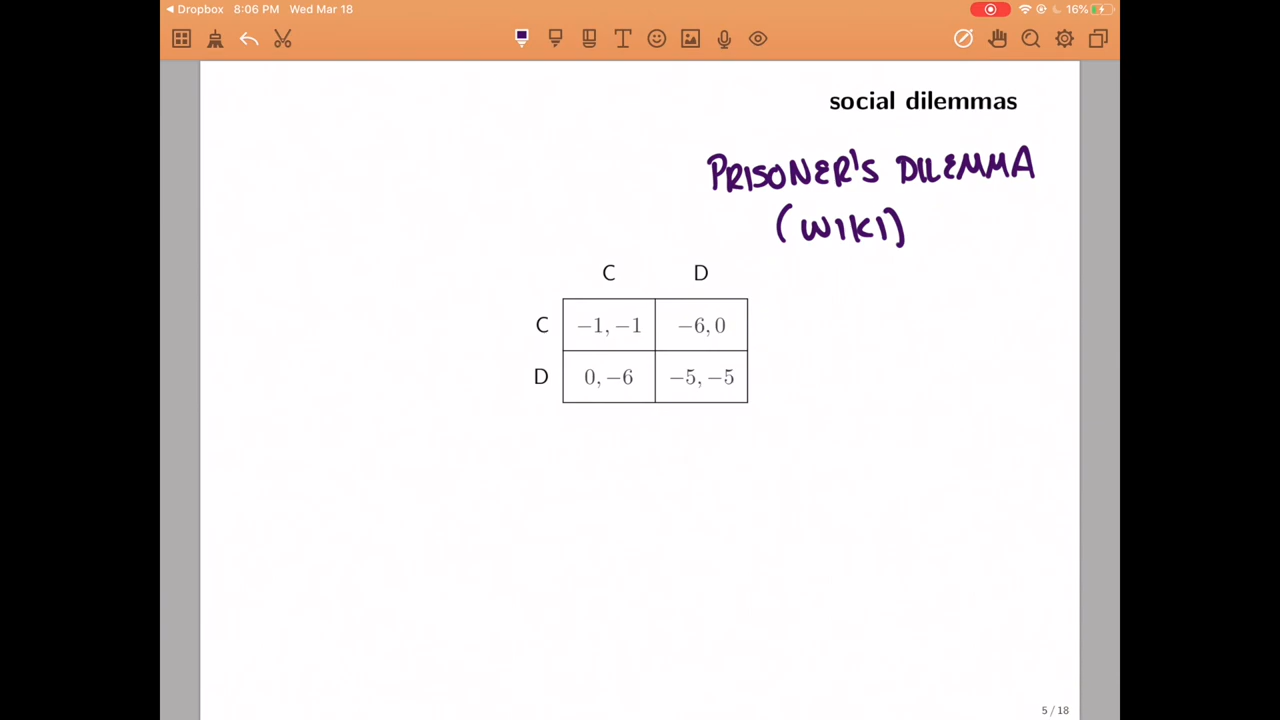 Dropbox 8:06 PM Wed Mar 18 16%
social dilemmas
PRISONER'S DILEMMA
(WIKI)
C D
C −1, −1 −6, 0
D 0, −6 −5, −5
5 / 18